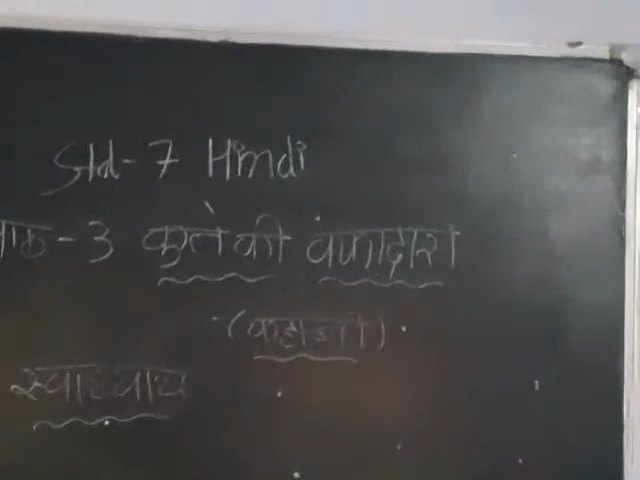 Std-7 Hindi
पाठ-3 कुत्ते की वफादारी
(कहानी)
स्वाध्याय